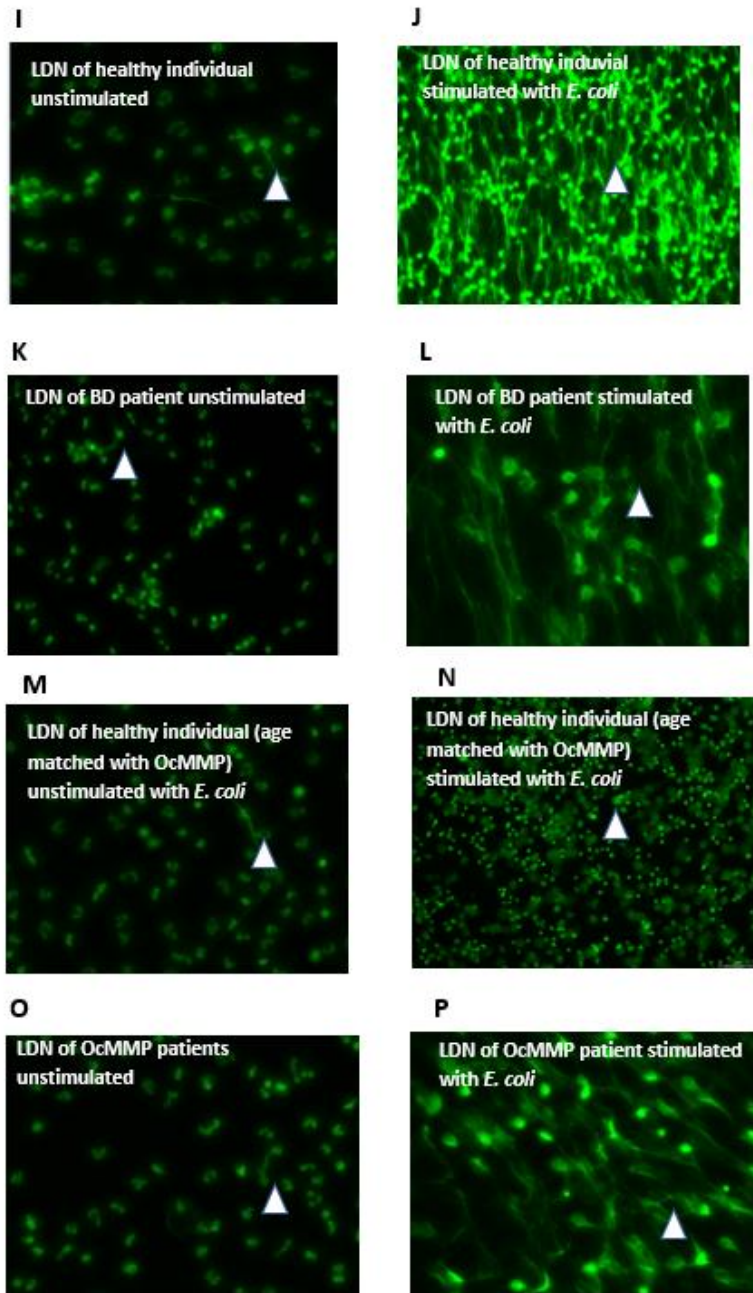 I
J
LDN of healthy individual
unstimulated
LDN of healthy induvial
stimulated with E. coli
K
L
LDN of BD patient unstimulated
LDN of BD patient stimulated
with E. coli
M
N
LDN of healthy individual (age
matched with OcMMP)
unstimulated with E. coli
LDN of healthy individual (age
matched with OcMMP)
stimulated with E. coli
O
P
LDN of OcMMP patients
unstimulated
LDN of OcMMP patient stimulated
with E. coli